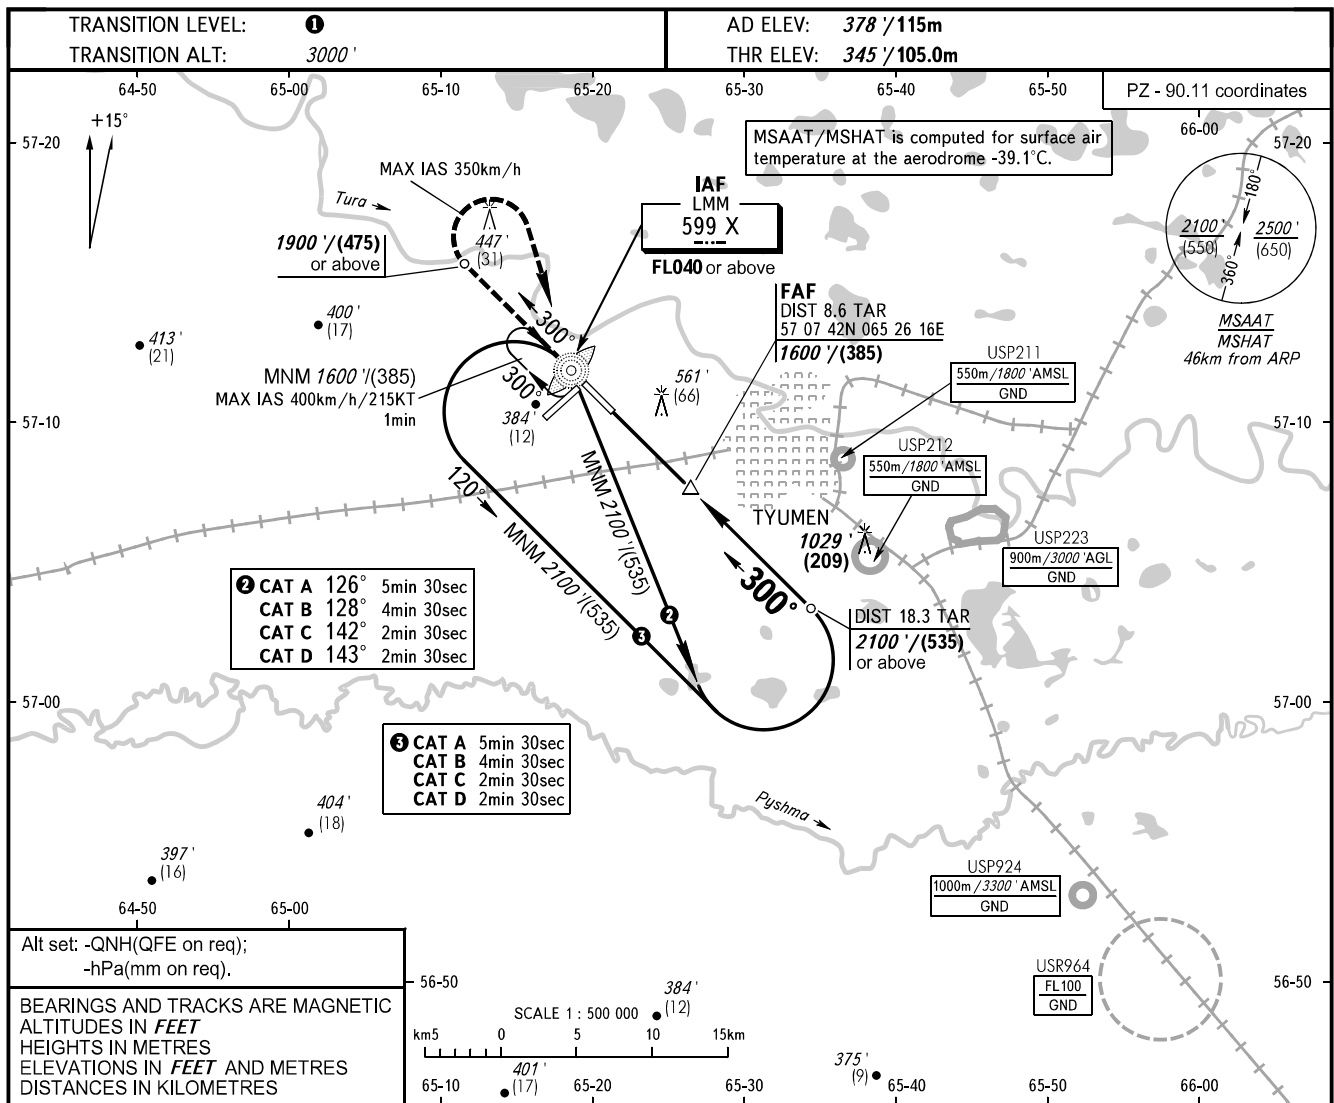 TRANSITION LEVEL: 1
TRANSITION ALT: 3000 '
AD ELEV: 378 '/115m
THR ELEV: 345 '/105.0m
64-50 65-00 65-10 65-20 65-30 65-40 65-50
PZ - 90.11 coordinates
66-00
+15°
57-20
57-20
MSAAT/MSHAT is computed for surface air
temperature at the aerodrome -39.1°C.
MAX IAS 350km/h
Tura
IAF
LMM
599 X
FL040 or above
180°
2100 '
(550)
2500 '
(650)
360°
MSAAT
MSHAT
46km from ARP
1900 '/(475)
or above
447 '
(31)
400 '
(17)
413 '
(21)
300°
FAF
DIST 8.6 TAR
57 07 42N 065 26 16E
1600 '/(385)
MNM 1600 '/(385)
MAX IAS 400km/h/215KT
1min
300°
384 '
(12)
561 '
(66)
USP211
550m/1800 'AMSL
GND
57-10
57-10
USP212
550m/1800 'AMSL
GND
120°
MNM 2100 '/(535)
MNM 2100 '/(535)
TYUMEN
1029 '
(209)
USP223
900m/3000 'AGL
GND
300°
2 CAT A 126° 5min 30sec
CAT B 128° 4min 30sec
CAT C 142° 2min 30sec
CAT D 143° 2min 30sec
2
3
DIST 18.3 TAR
2100 '/(535)
or above
57-00
57-00
3 CAT A 5min 30sec
CAT B 4min 30sec
CAT C 2min 30sec
CAT D 2min 30sec
Pyshma
404 '
(18)
397 '
(16)
USP924
1000m/3300 'AMSL
GND
64-50 65-00
Alt set: -QNH(QFE on req);
-hPa(mm on req).
USR964
FL100
GND
56-50
56-50
BEARINGS AND TRACKS ARE MAGNETIC
ALTITUDES IN FEET
HEIGHTS IN METRES
ELEVATIONS IN FEET AND METRES
DISTANCES IN KILOMETRES
384 '
(12)
SCALE 1 : 500 000
km5 0 5 10 15km
401 '
(17)
375 '
(9)
65-10 65-20 65-30 65-40 65-50 66-00